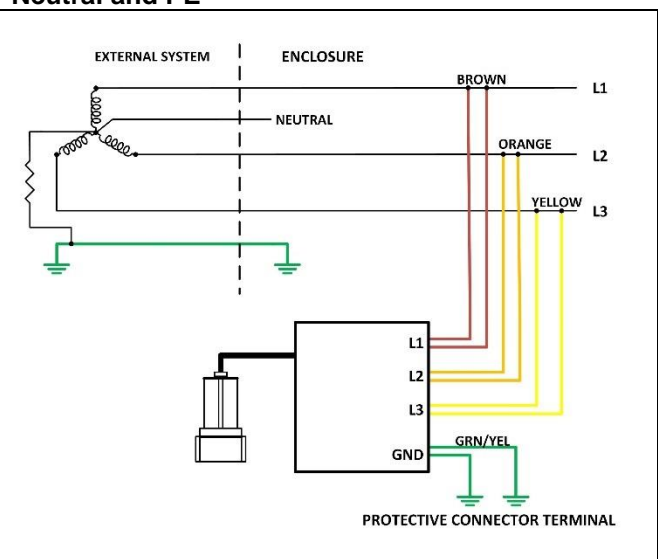 Neutral and PE
EXTERNAL SYSTEM
ENCLOSURE
BROWN
L1
NEUTRAL
ORANGE
L2
YELLOW
L3
L1
L2
L3
GRN/YEL
GND
PROTECTIVE CONNECTOR TERMINAL